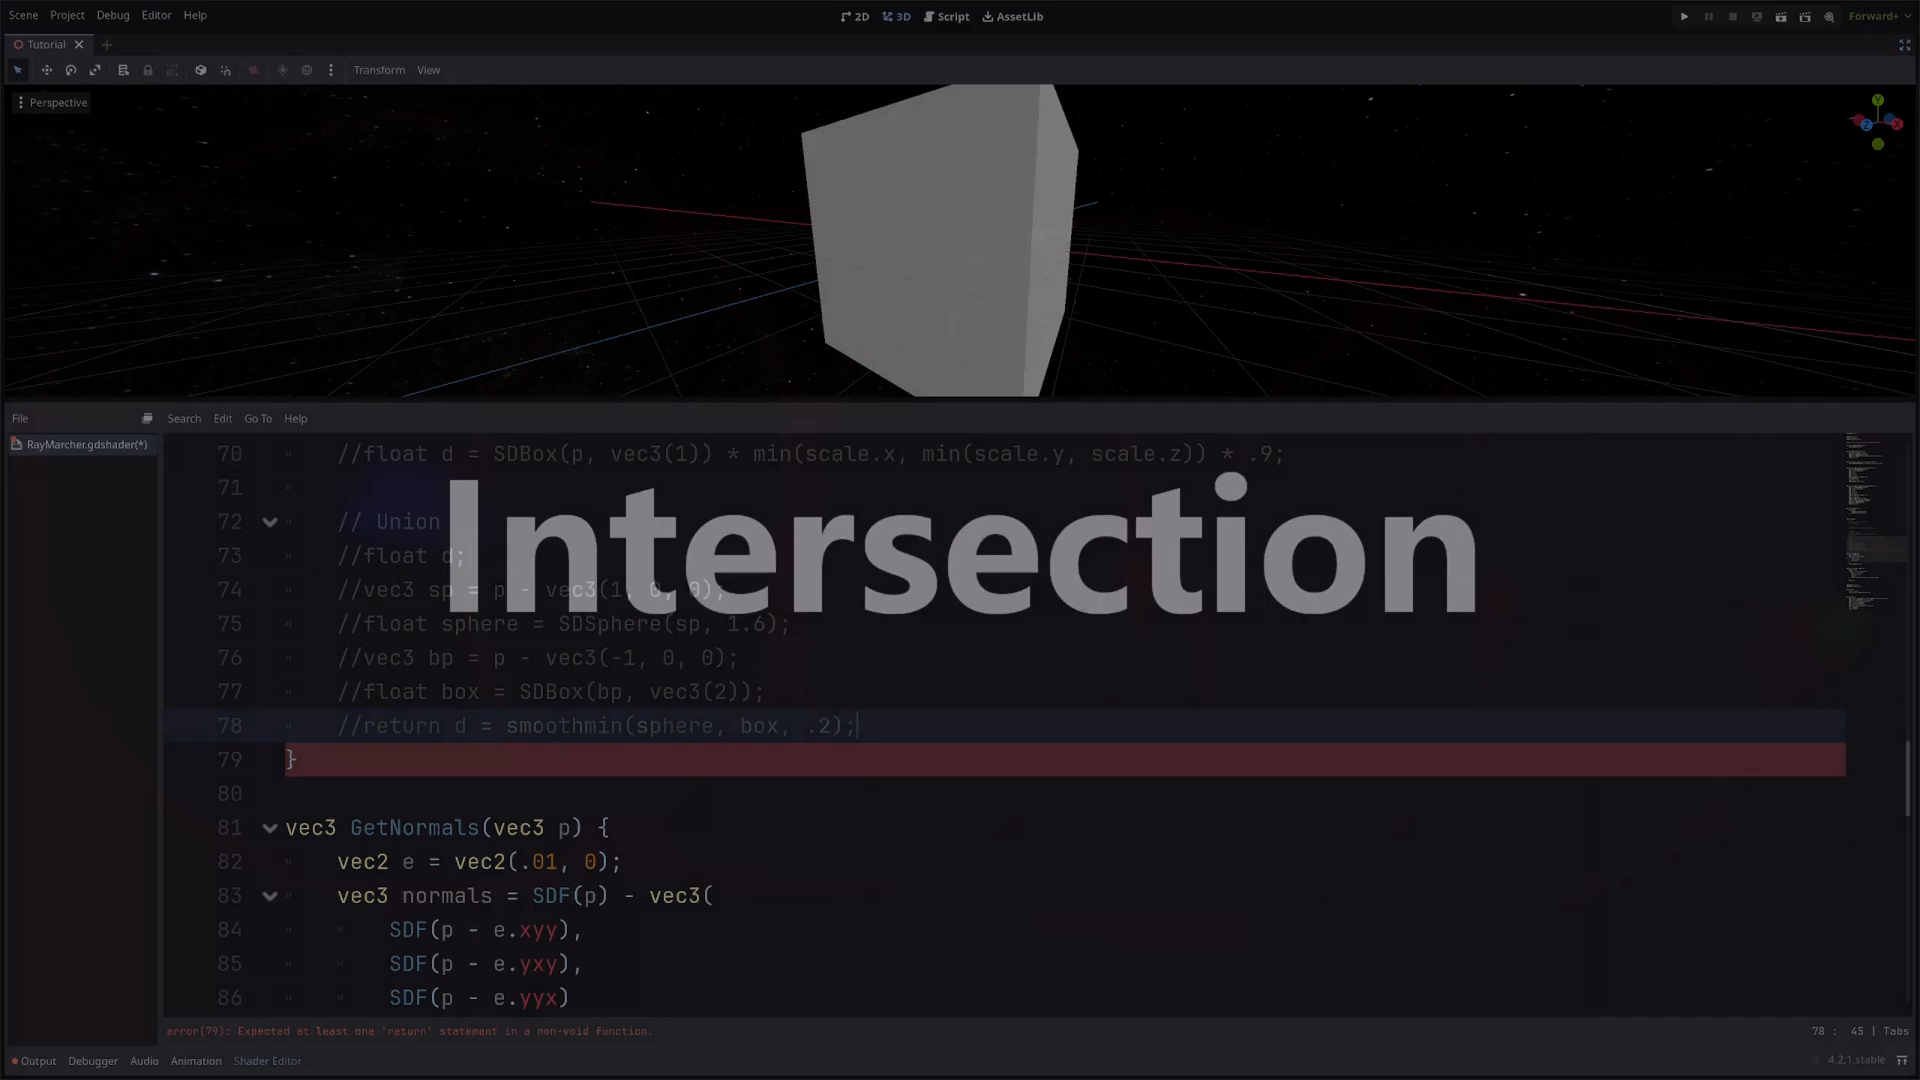 Scene Project Debug Editor Help 2D 3D Script AssetLib Forward+
Tutorial
Transform View
Perspective
Y
Z X
File Search Edit Go To Help
RayMarcher.gdshader(*)
70 //float d = SDBox(p, vec3(1)) * min(scale.x, min(scale.y, scale.z)) * .9;
71
72 // Union
Intersection
73 //float d;
74 //vec3 sp = p - vec3(1, 0, 0);
75 //float sphere = SDSphere(sp, 1.6);
76 //vec3 bp = p - vec3(-1, 0, 0);
77 //float box = SDBox(bp, vec3(2));
78 //return d = smoothmin(sphere, box, .2);
79 }
80
81 vec3 GetNormals(vec3 p) {
82 vec2 e = vec2(.01, 0);
83 vec3 normals = SDF(p) - vec3(
84 SDF(p - e.xyy),
85 SDF(p - e.yxy),
86 SDF(p - e.yyx)
error(79): Expected at least one 'return' statement in a non-void function. 78 : 45 | Tabs
Output Debugger Audio Animation Shader Editor 4.2.1.stable